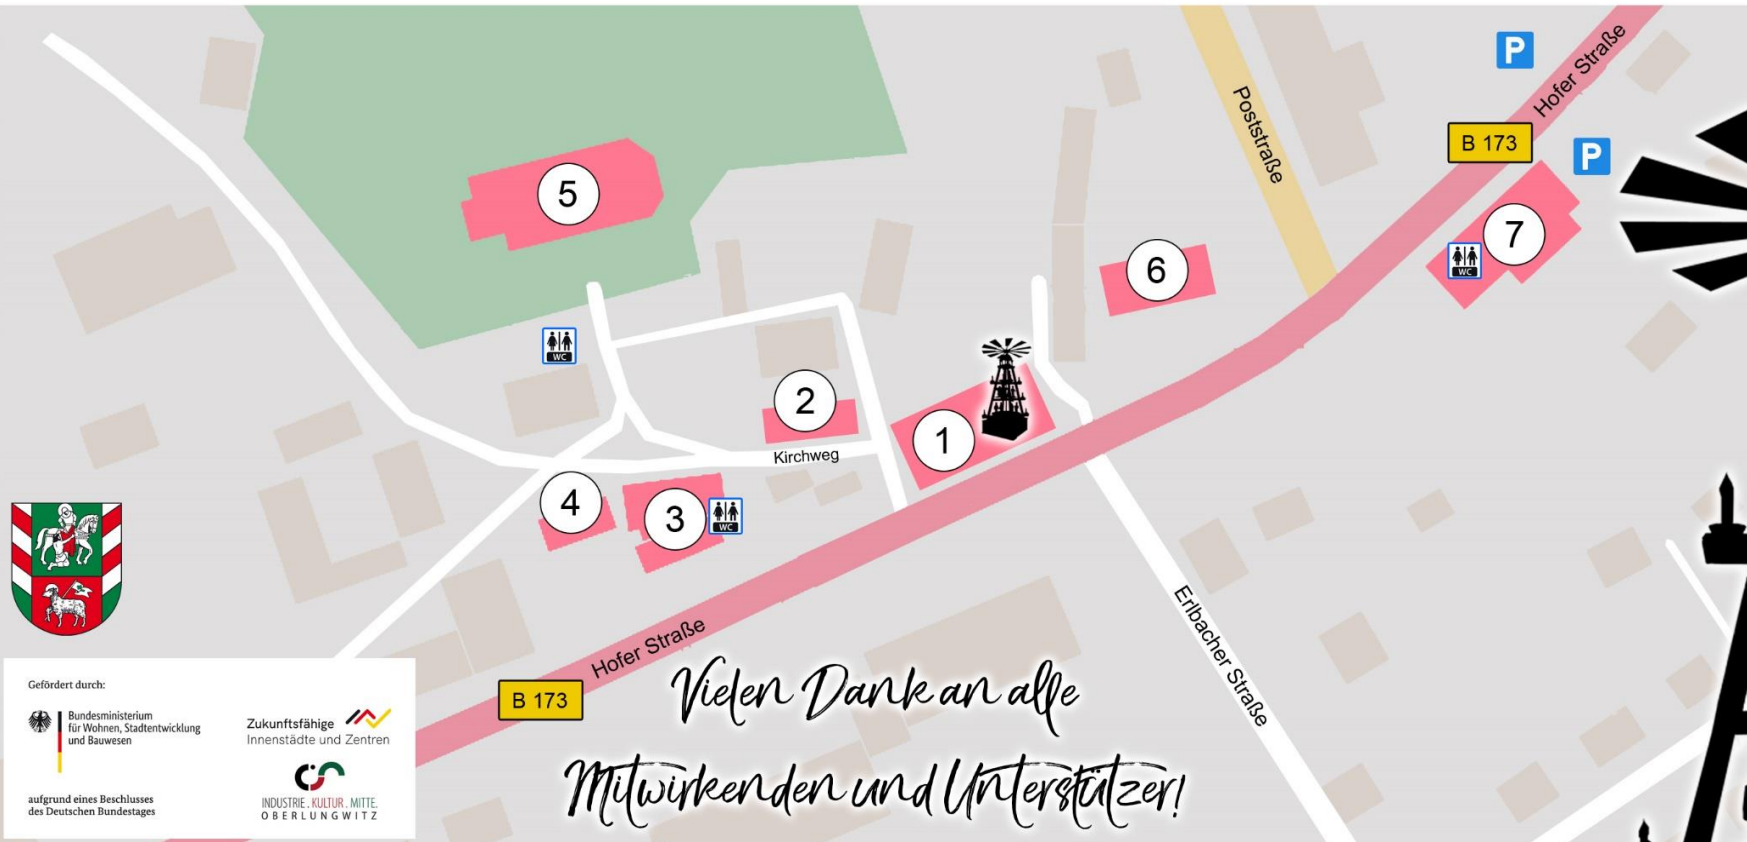 P
Hofer Straße
B 173
P
Poststraße
5
7
WC
6
WC
2
1
Kirchweg
4
3
WC
Erlbacher Straße
Hofer Straße
B 173
Vielen Dank an alle
Mitwirkenden und Unterstützer!
Gefördert durch:
Bundesministerium
für Wohnen, Stadtentwicklung
und Bauwesen
aufgrund eines Beschlusses
des Deutschen Bundestages
Zukunftsfähige
Innenstädte und Zentren
INDUSTRIE. KULTUR. MITTE.
OBERLUNGWITZ